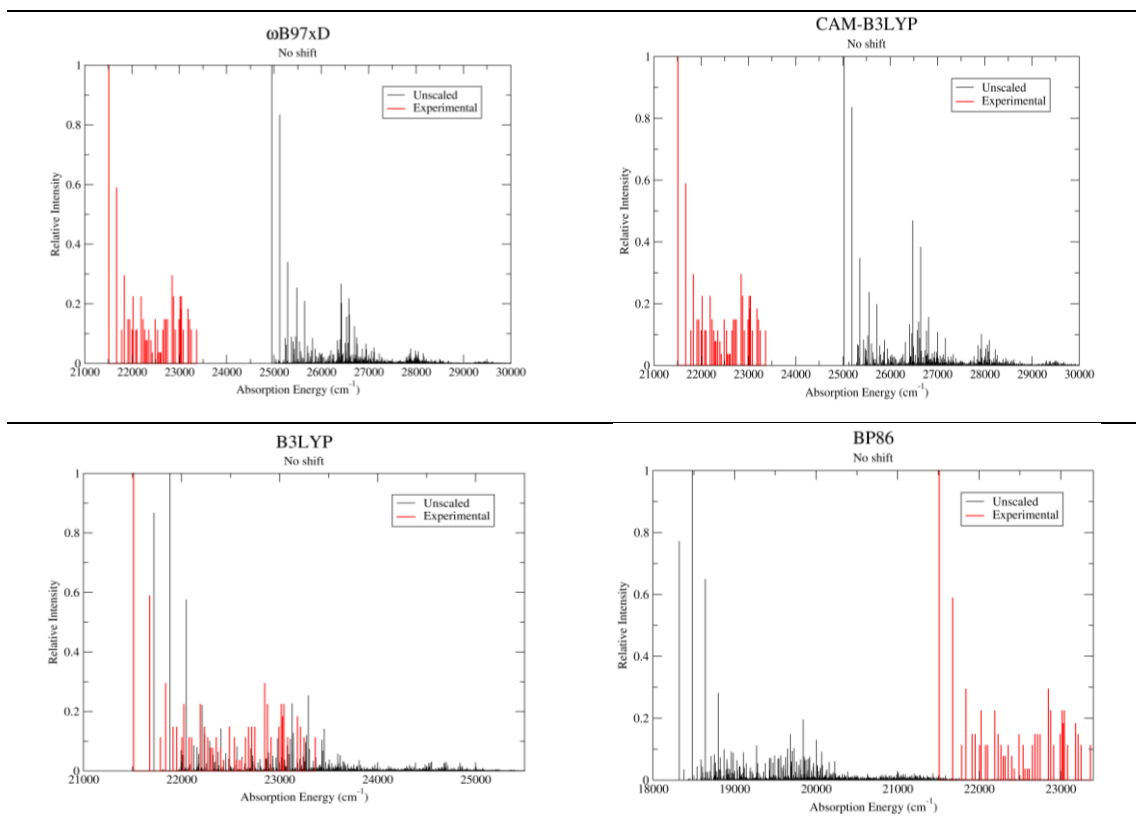 ωB97xD
No shift
1
0.8
0.6
0.4
0.2
0
Relative Intensity
Unscaled
Experimental
21000 22000 23000 24000 25000 26000 27000 28000 29000 30000
Absorption Energy (cm⁻¹)
CAM-B3LYP
No shift
1
0.8
0.6
0.4
0.2
0
Relative Intensity
Unscaled
Experimental
21000 22000 23000 24000 25000 26000 27000 28000 29000 30000
Absorption Energy (cm⁻¹)
B3LYP
No shift
1
0.8
0.6
0.4
0.2
0
Relative Intensity
Unscaled
Experimental
21000 22000 23000 24000 25000
Absorption Energy (cm⁻¹)
BP86
No shift
1
0.8
0.6
0.4
0.2
0
Relative Intensity
Unscaled
Experimental
18000 19000 20000 21000 22000 23000
Absorption Energy (cm⁻¹)